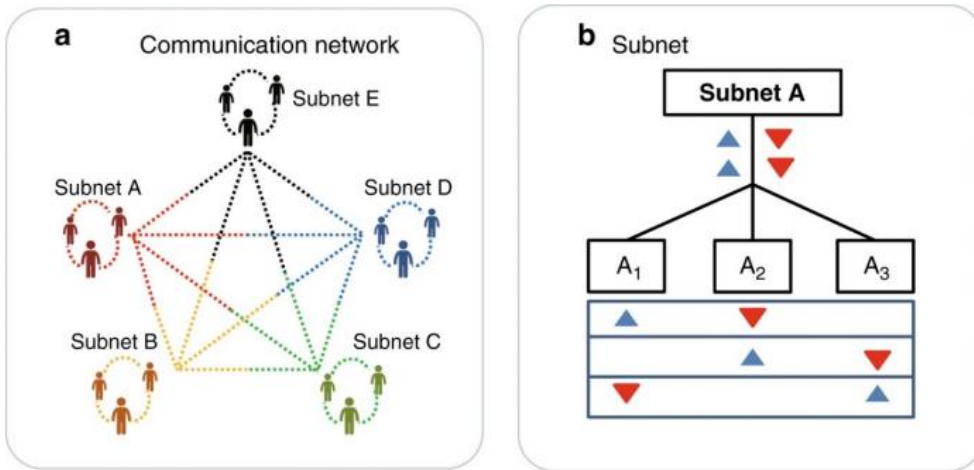 a
Communication network
Subnet E
Subnet A
Subnet D
Subnet B
Subnet C
b
Subnet
Subnet A
A₁
A₂
A₃